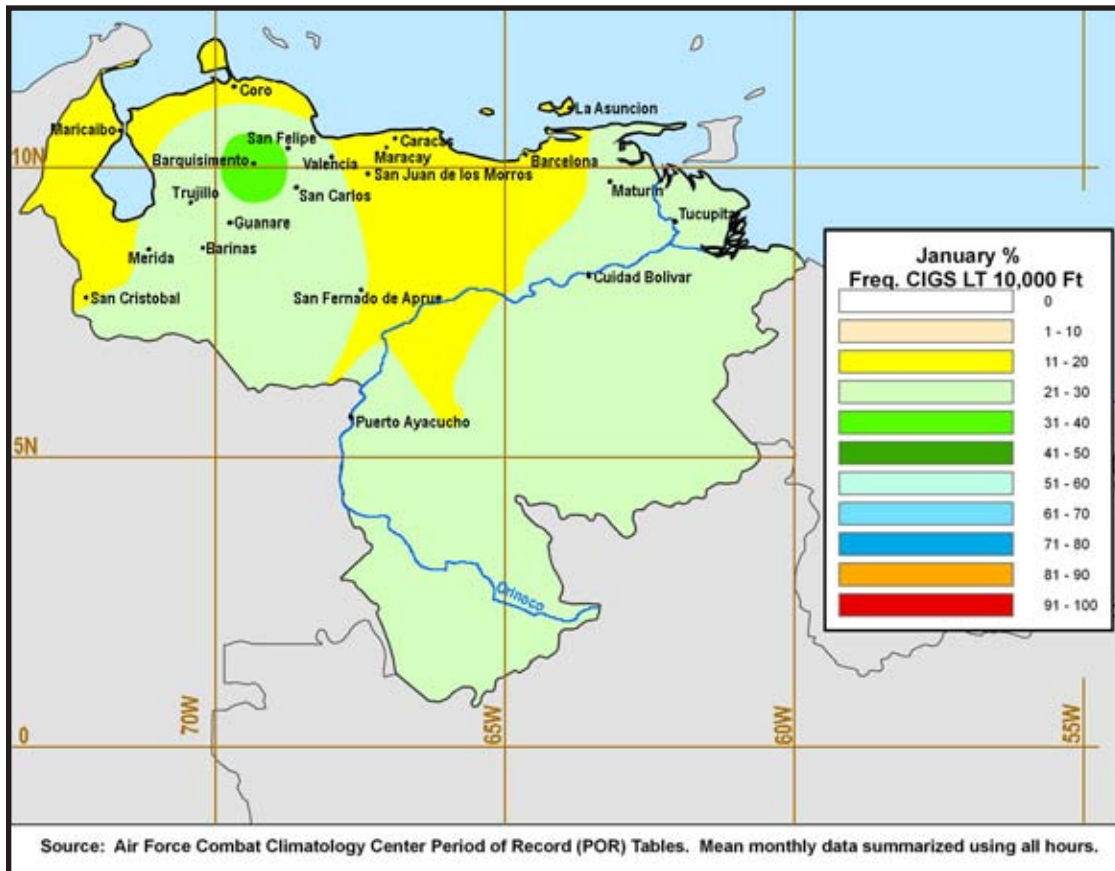 Coro
La Asuncion
Maricaibo
San Felipe
Caracas
Maracay
Barquisimento
Valencia
Barcelona
10N
San Juan de los Morros
Trujillo
San Carlos
Maturin
Guanare
Tucupita
Merida
Barinas
Cuidad Bolivar
San Cristobal
San Fernado de Aprue
Puerto Ayacucho
5N
Orinoco
0
70W
65W
60W
55W
January %
Freq. CIGS LT 10,000 Ft
0
1 - 10
11 - 20
21 - 30
31 - 40
41 - 50
51 - 60
61 - 70
71 - 80
81 - 90
91 - 100
Source: Air Force Combat Climatology Center Period of Record (POR) Tables. Mean monthly data summarized using all hours.